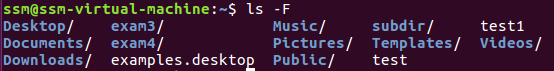 ssm@ssm-virtual-machine:~$ ls -F
Desktop/ exam3/ Music/ subdir/ test1
Documents/ exam4/ Pictures/ Templates/ Videos/
Downloads/ examples.desktop Public/ test